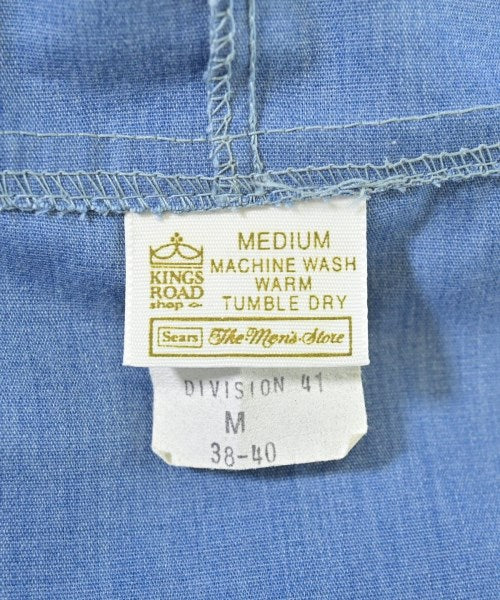 KINGS
ROAD
shop
MEDIUM
MACHINE WASH
WARM
TUMBLE DRY
Sears The Men's Store
DIVISION 41
M
38-40